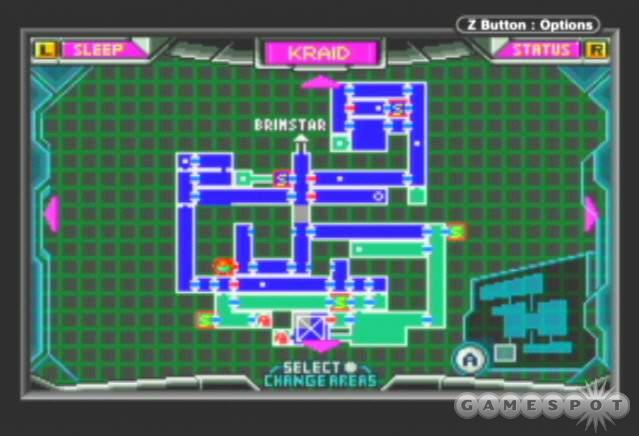 Z Button : Options
L SLEEP
KRAID
STATUS R
S
BRINSTAR
S
S
S
S
A
SELECT
CHANGE AREAS
GAMESPOT